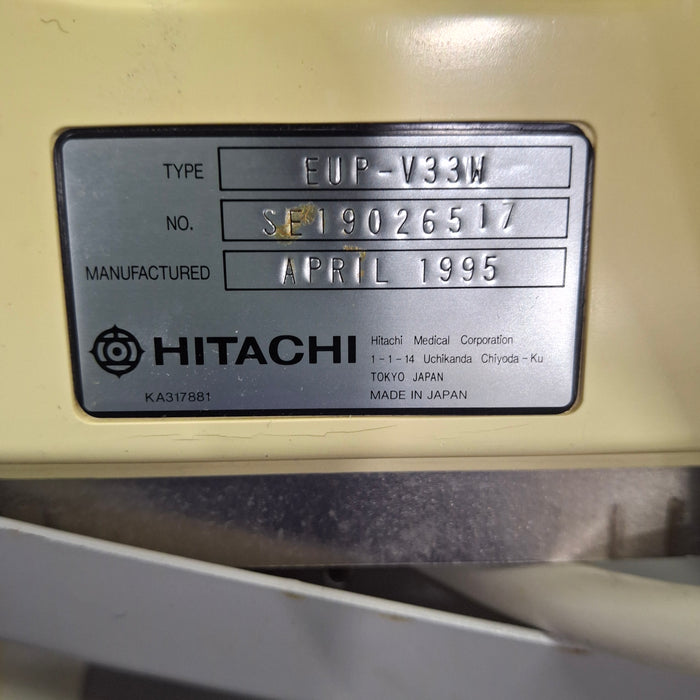 TYPE EUP-V33W
NO. SE19026517
MANUFACTURED APRIL 1995
HITACHI
Hitachi Medical Corporation
1-1-14 Uchikanda Chiyoda-Ku
TOKYO JAPAN
MADE IN JAPAN
KA317881